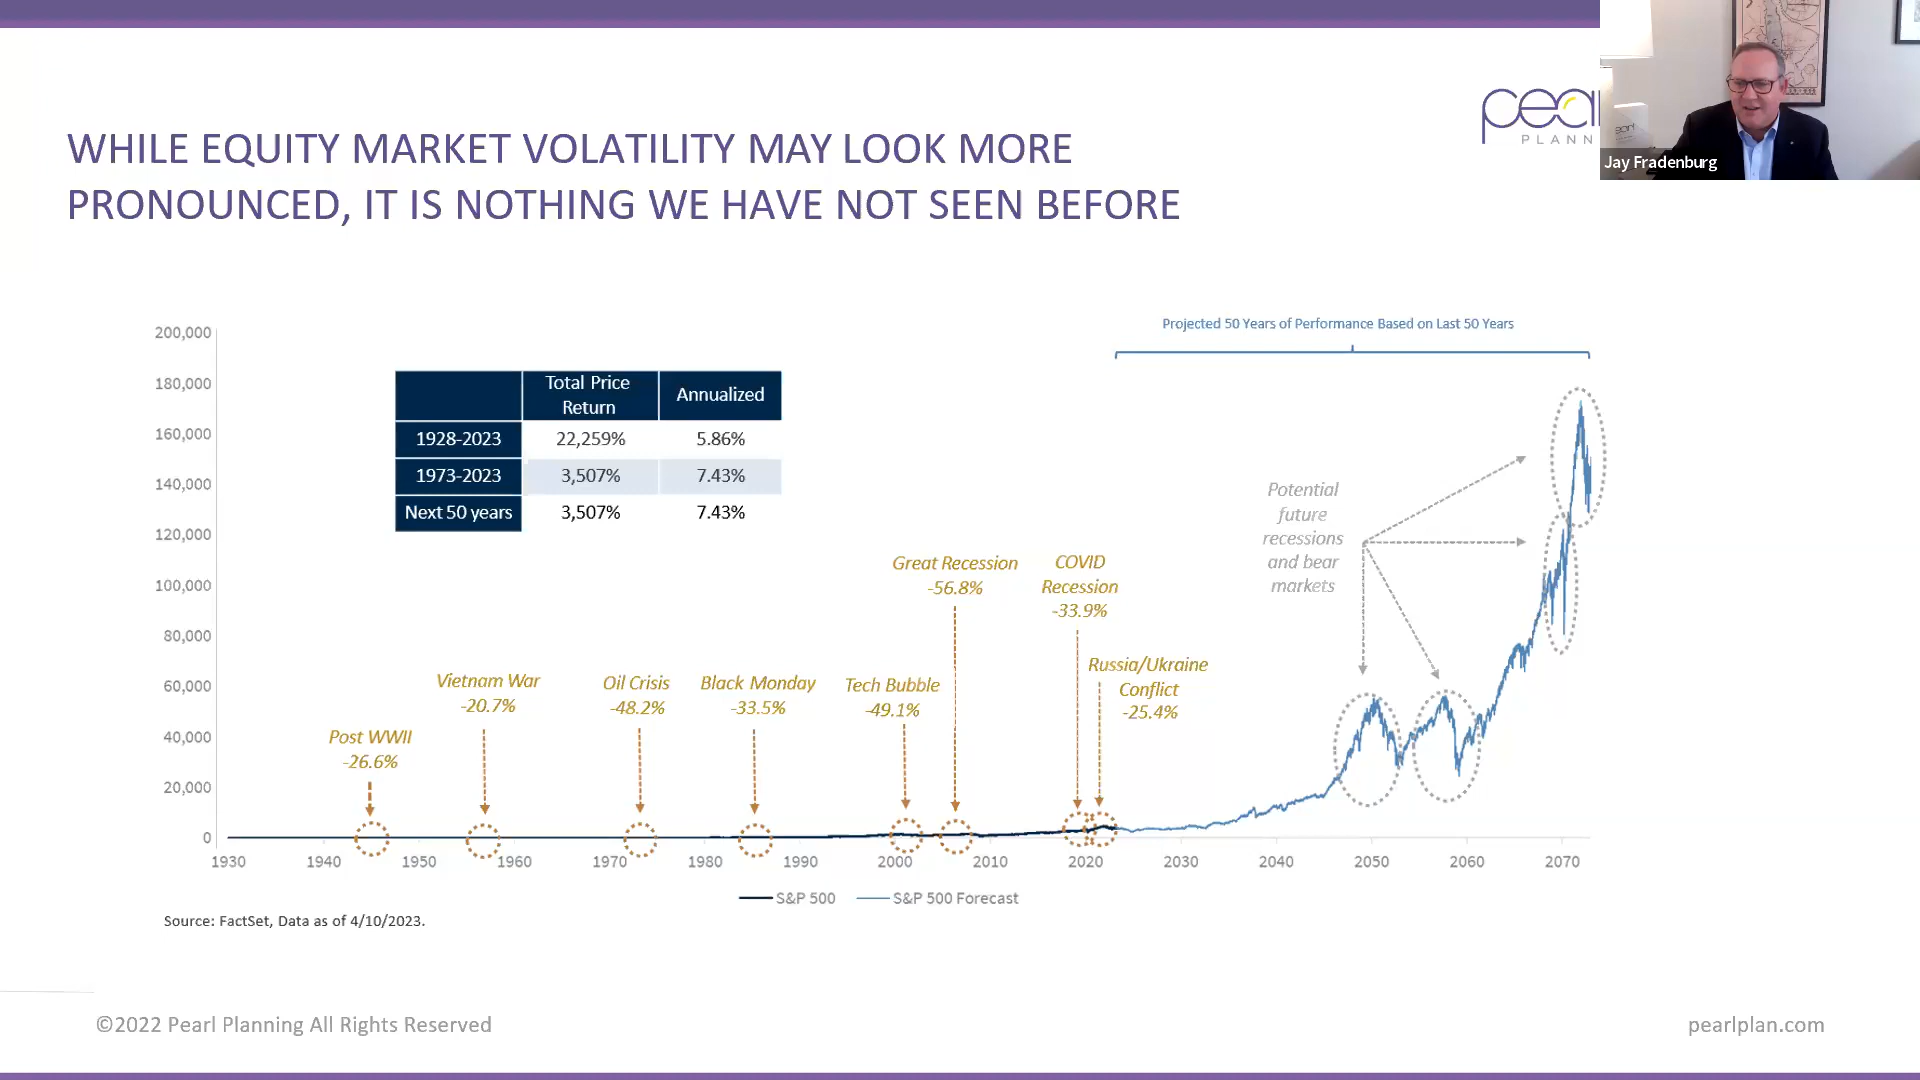 WHILE EQUITY MARKET VOLATILITY MAY LOOK MORE
PRONOUNCED, IT IS NOTHING WE HAVE NOT SEEN BEFORE
PLANN
Jay Fradenburg
Projected 50 Years of Performance Based on Last 50 Years
200,000
180,000
160,000
140,000
120,000
100,000
80,000
60,000
40,000
20,000
0
Total Price
Return
Annualized
1928-2023 22,259% 5.86%
1973-2023 3,507% 7.43%
Next 50 years 3,507% 7.43%
Post WWII
-26.6%
Vietnam War
-20.7%
Oil Crisis
-48.2%
Black Monday
-33.5%
Tech Bubble
-49.1%
Great Recession
-56.8%
COVID
Recession
-33.9%
Russia/Ukraine
Conflict
-25.4%
Potential
future
recessions
and bear
markets
1930 1940 1950 1960 1970 1980 1990 2000 2010 2020 2030 2040 2050 2060 2070
S&P 500 S&P 500 Forecast
Source: FactSet, Data as of 4/10/2023.
©2022 Pearl Planning All Rights Reserved
pearlplan.com